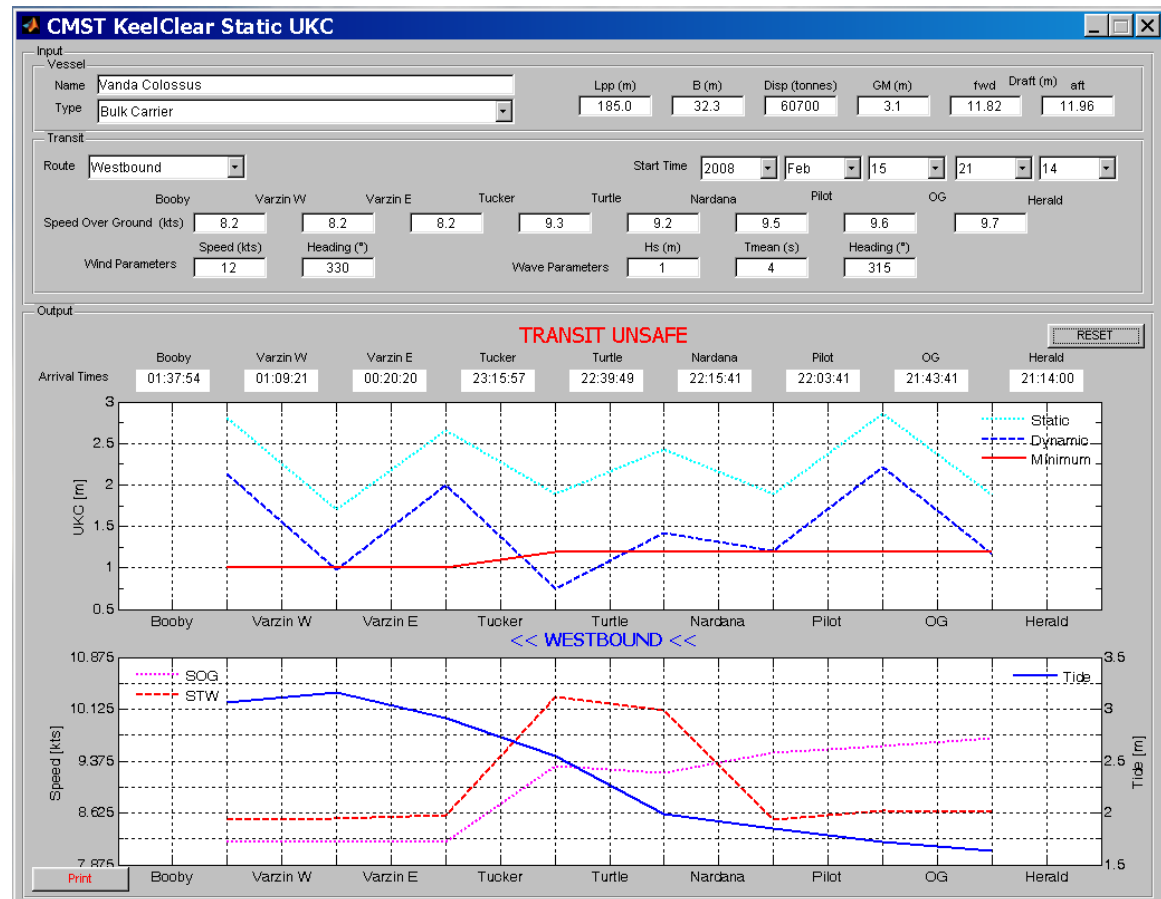 CMST KeelClear Static UKC
Input
Vessel
Name Vanda Colossus Lpp (m) B (m) Disp (tonnes) GM (m) fwd Draft (m) aft
Type Bulk Carrier 185.0 32.3 60700 3.1 11.82 11.96
Transit
Route Westbound Start Time 2008 Feb 15 21 14
Booby Varzin W Varzin E Tucker Turtle Nardana Pilot OG Herald
Speed Over Ground (kts) 8.2 8.2 8.2 9.3 9.2 9.5 9.6 9.7
Speed (kts) Heading (°) Hs (m) Tmean (s) Heading (°)
Wind Parameters 12 330 Wave Parameters 1 4 315
Output
TRANSIT UNSAFE
RESET
Booby Varzin W Varzin E Tucker Turtle Nardana Pilot OG Herald
Arrival Times 01:37:54 01:09:21 00:20:20 23:15:57 22:39:49 22:15:41 22:03:41 21:43:41 21:14:00
3
Static
2.5 Dynamic
Minimum
2
UKC [m]
1.5
1
0.5
Booby Varzin W Varzin E Tucker Turtle Nardana Pilot OG Herald
<< WESTBOUND <<
10.875 3.5
SOG Tide
STW
10.125 3
Speed [kts]
9.375 2.5
Tide [m]
8.625 2
7.875 1.5
Print Booby Varzin W Varzin E Tucker Turtle Nardana Pilot OG Herald